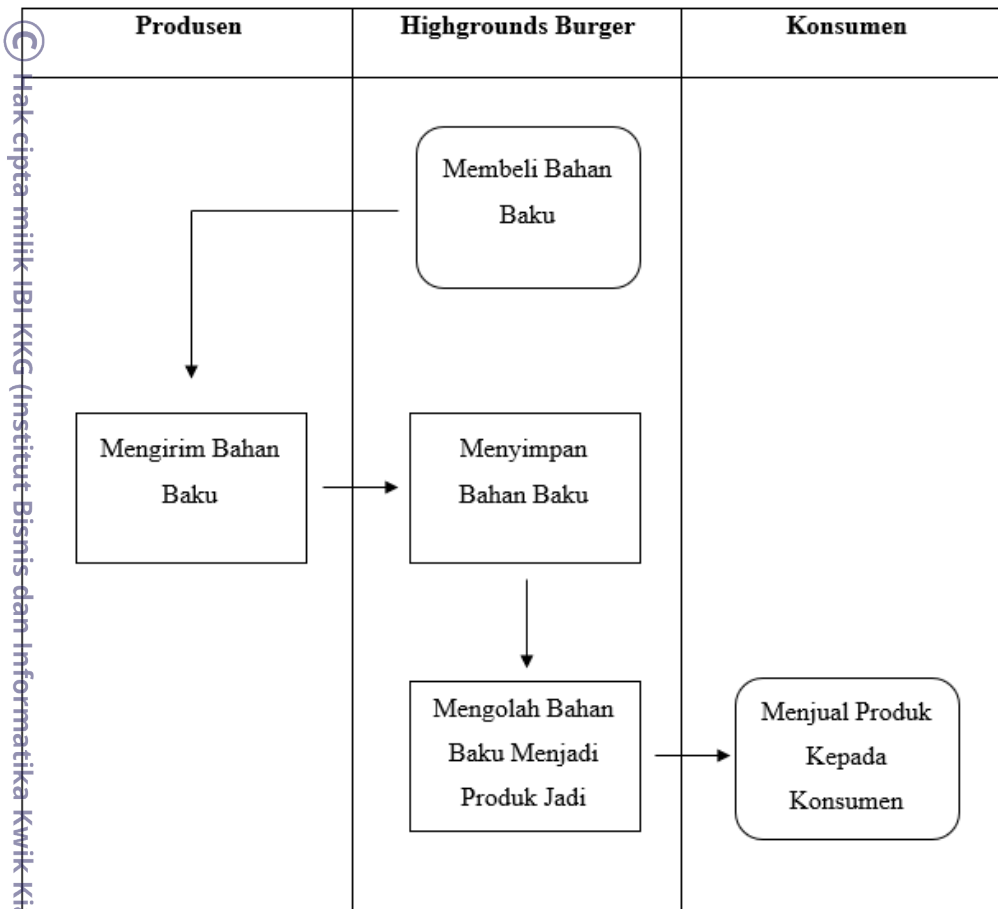 Produsen
Highgrounds Burger
Konsumen
Membeli Bahan
Baku
Mengirim Bahan
Baku
Menyimpan
Bahan Baku
Mengolah Bahan
Baku Menjadi
Produk Jadi
Menjual Produk
Kepada
Konsumen
© Hak cipta milik IBI KKG (Institut Bisnis dan Informatika Kwik Ki